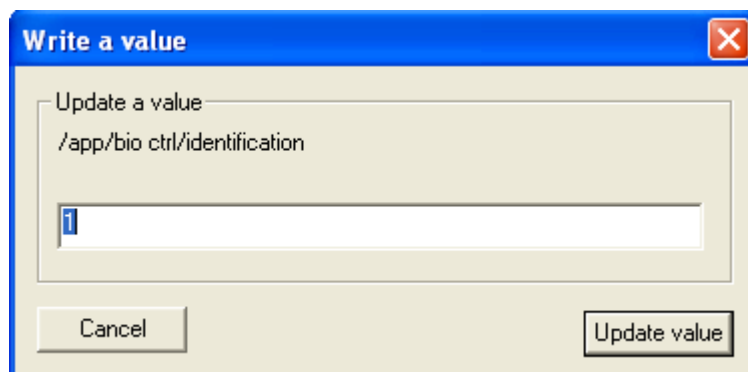 Write a value
Update a value
/app/bio ctrl/identification
1
Cancel
Update value